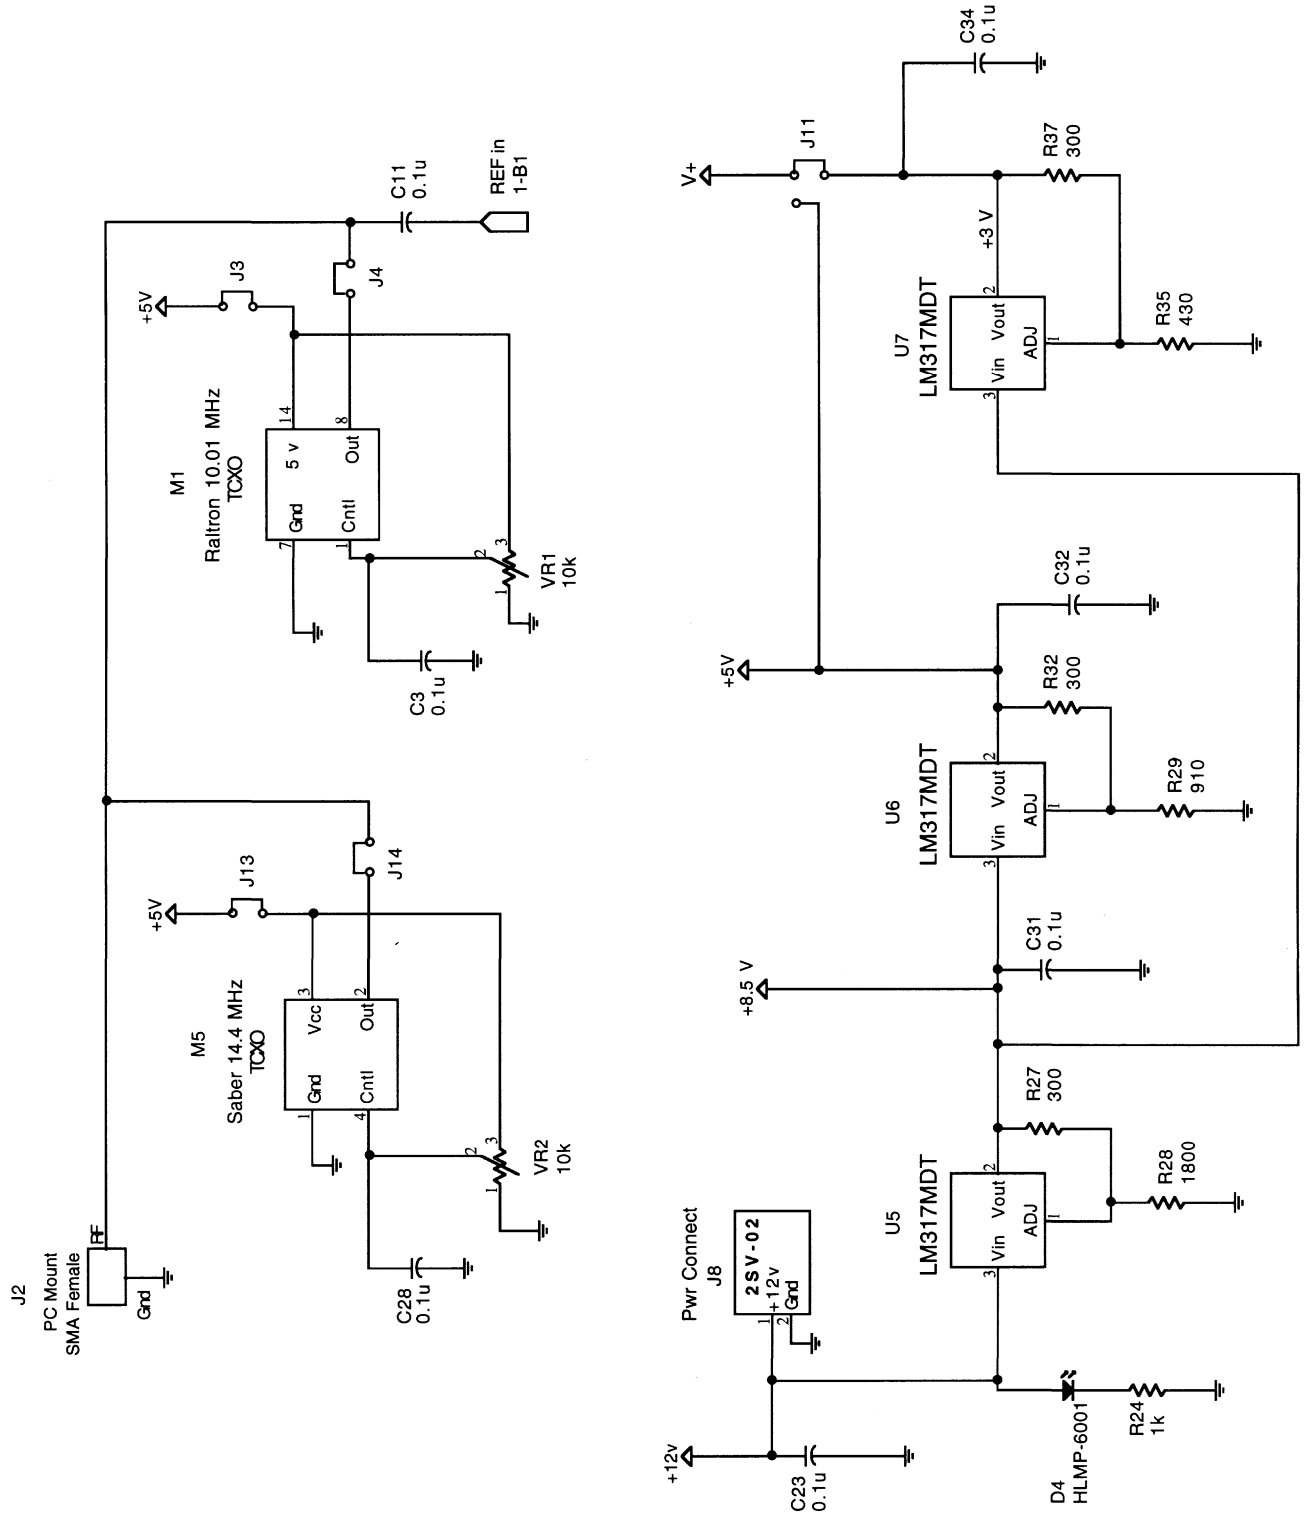 J2
PC Mount
SMA Female
RF
Gnd
M5
Saber 14.4 MHz
TCXO
Gnd
Vcc
Cntl
Out
1
3
4
2
+5V
J13
J14
C28
0.1u
VR2
10k
1
2
3
M1
Raltron 10.01 MHz
TCXO
Gnd
5 v
Cntl
Out
7
14
1
8
+5V
J3
J4
C3
0.1u
VR1
10k
1
2
3
C11
0.1u
REF in
1-B1
Pwr Connect
J8
2SV-02
+12v
Gnd
1
2
+12v
C23
0.1u
D4
HLMP-6001
R24
1k
U5
LM317MDT
Vin
Vout
ADJ
3
2
1
R27
300
R28
1800
+8.5 V
C31
0.1u
U6
LM317MDT
Vin
Vout
ADJ
3
2
1
+5V
R32
300
R29
910
C32
0.1u
U7
LM317MDT
Vin
Vout
ADJ
3
2
1
+3 V
R35
430
R37
300
V+
J11
C34
0.1u